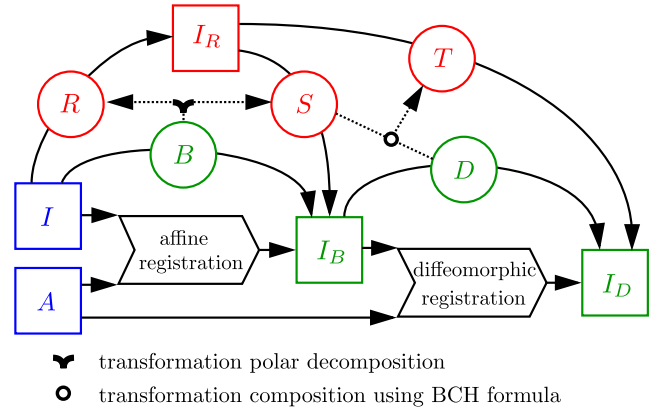 I_R
T
R
S
B
D
I
affine
registration
I_B
diffeomorphic
registration
I_D
A
transformation polar decomposition
transformation composition using BCH formula